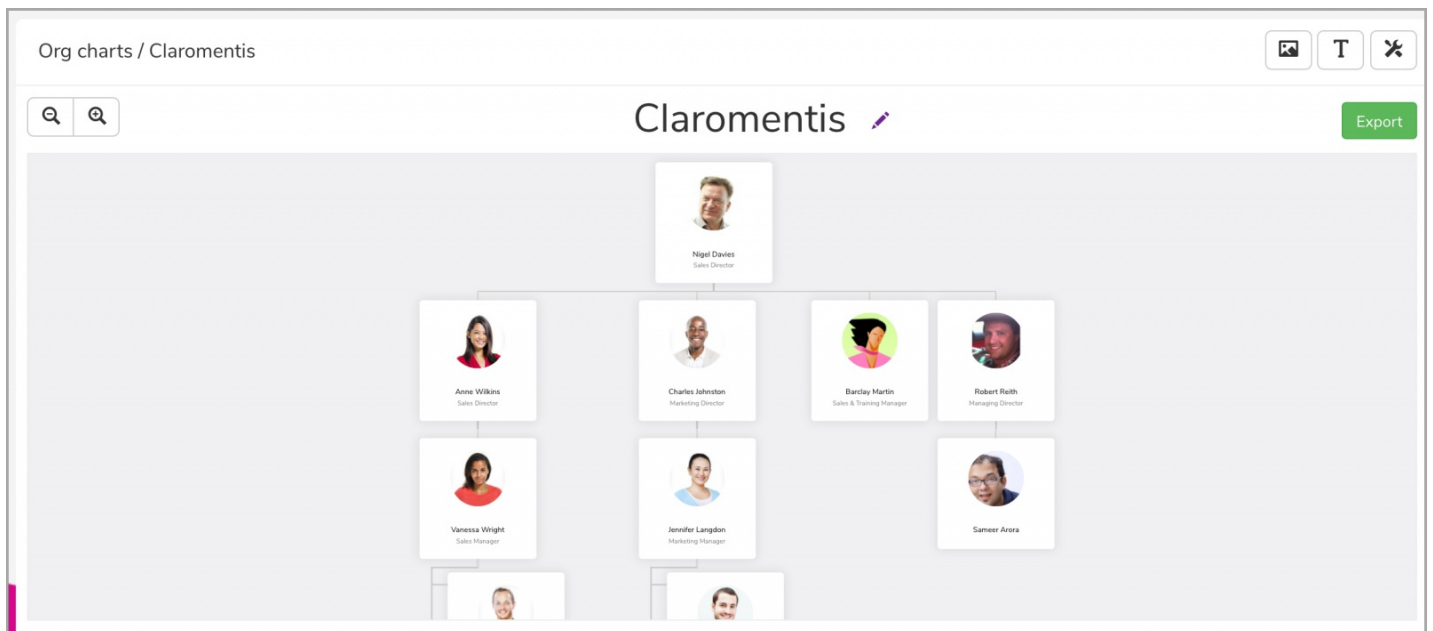 Org charts / Claromentis
T
Claromentis
Export
Nigel Davies
Sales Director
Anne Wilkins
Sales Director
Charles Johnston
Marketing Director
Barclay Martin
Sales & Training Manager
Robert Reith
Managing Director
Vanessa Wright
Sales Manager
Jennifer Langdon
Marketing Manager
Sameer Arora